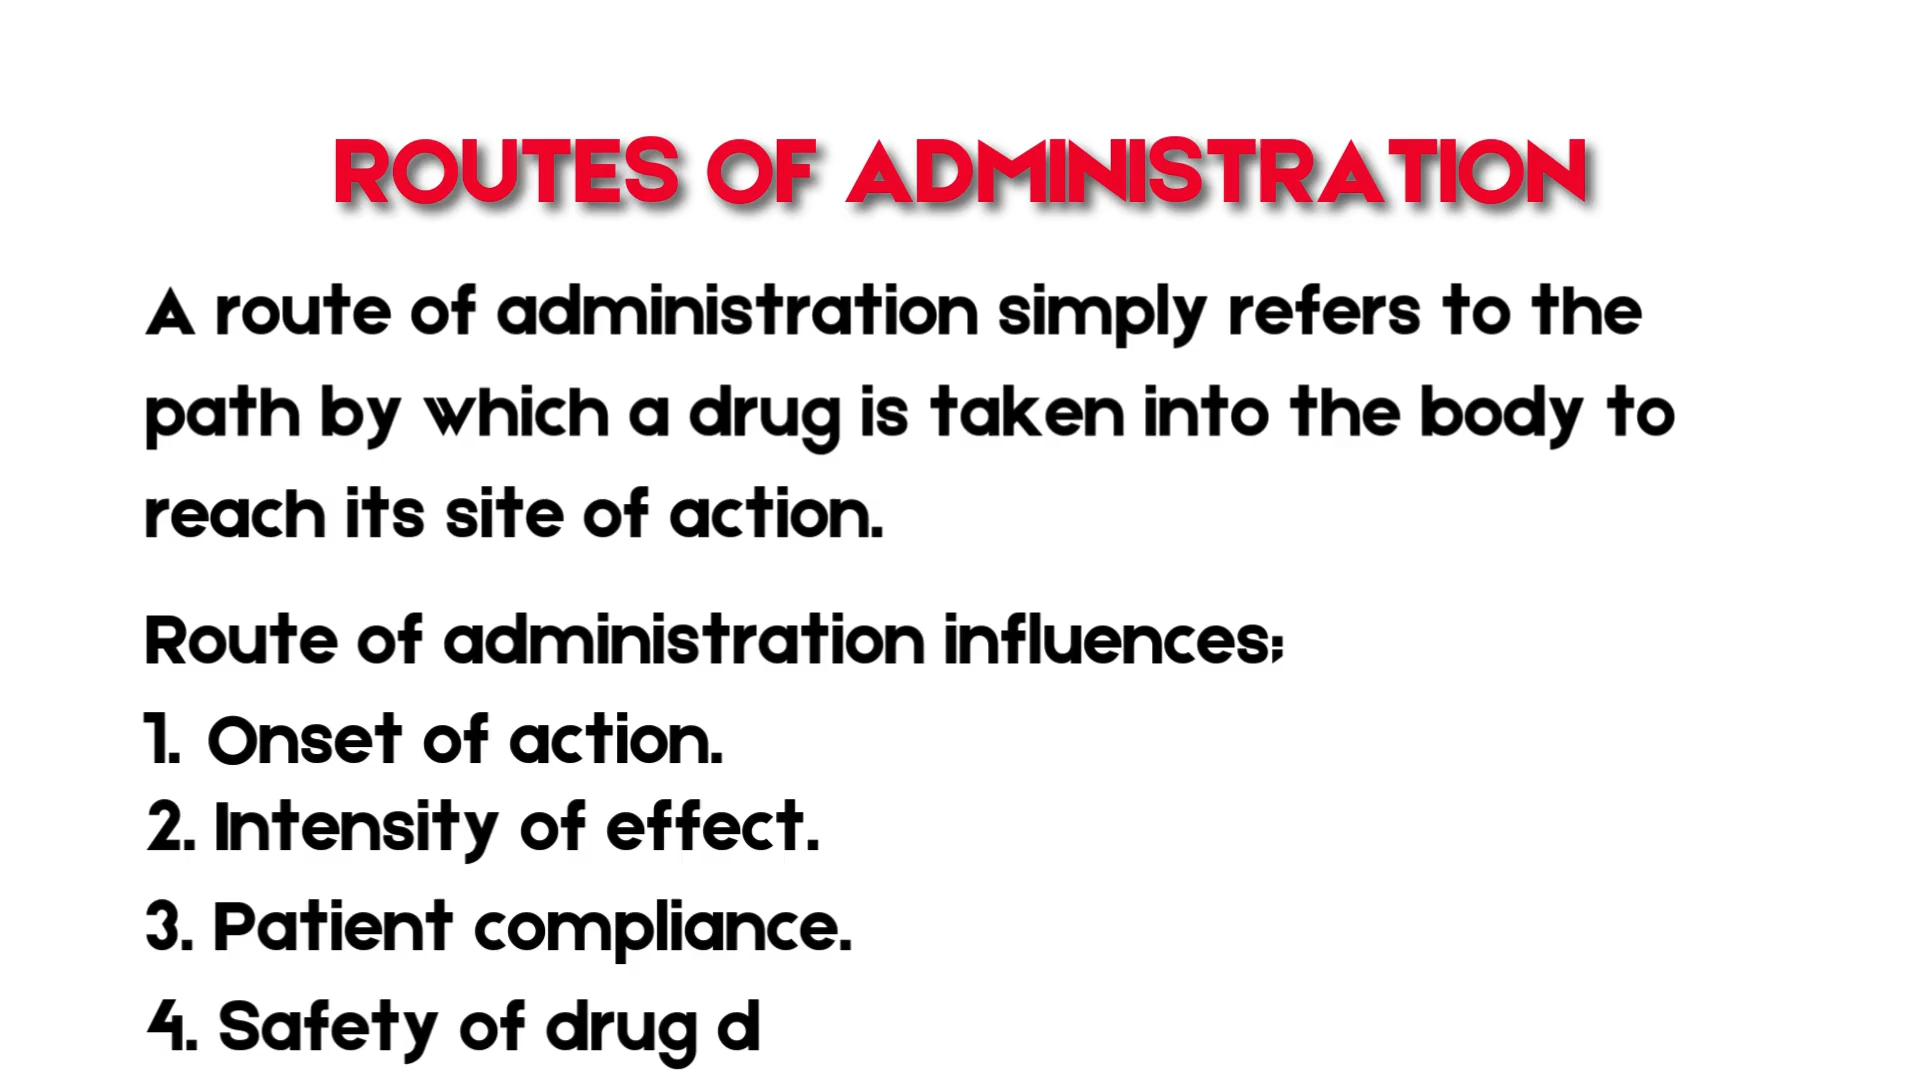 ROUTES OF ADMINISTRATION
A route of administration simply refers to the
path by which a drug is taken into the body to
reach its site of action.
Route of administration influences;
1. Onset of action.
2. Intensity of effect.
3. Patient compliance.
4. Safety of drug d